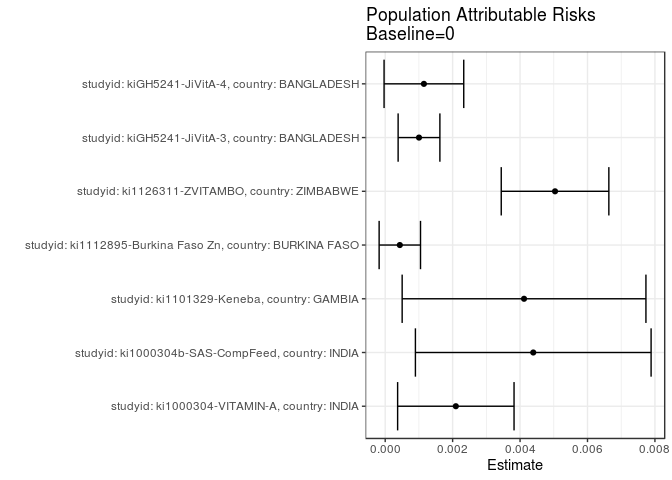 Population Attributable Risks
Baseline=0
studyid: kiGH5241-JiVitA-4, country: BANGLADESH
studyid: kiGH5241-JiVitA-3, country: BANGLADESH
studyid: ki1126311-ZVITAMBO, country: ZIMBABWE
studyid: ki1112895-Burkina Faso Zn, country: BURKINA FASO
studyid: ki1101329-Keneba, country: GAMBIA
studyid: ki1000304b-SAS-CompFeed, country: INDIA
studyid: ki1000304-VITAMIN-A, country: INDIA
0.000 0.002 0.004 0.006 0.008
Estimate